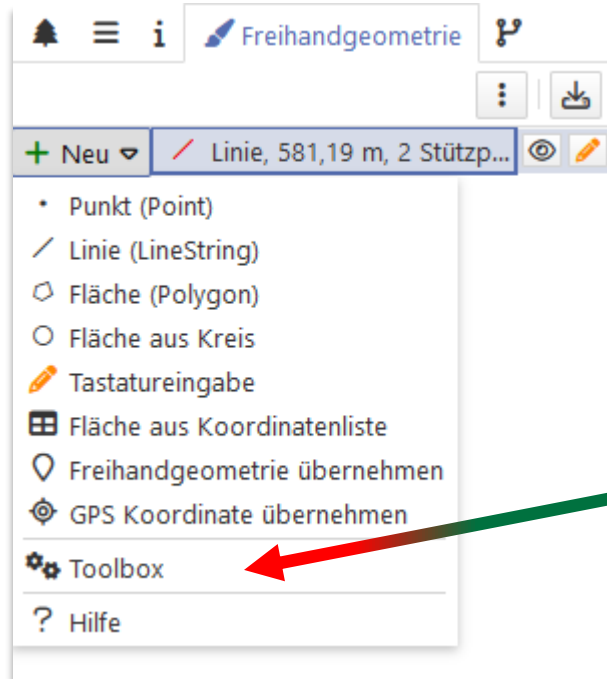 Freihandgeometrie
Neu
Linie, 581,19 m, 2 Stützp...
Punkt (Point)
Linie (LineString)
Fläche (Polygon)
Fläche aus Kreis
Tastatureingabe
Fläche aus Koordinatenliste
Freihandgeometrie übernehmen
GPS Koordinate übernehmen
Toolbox
? Hilfe